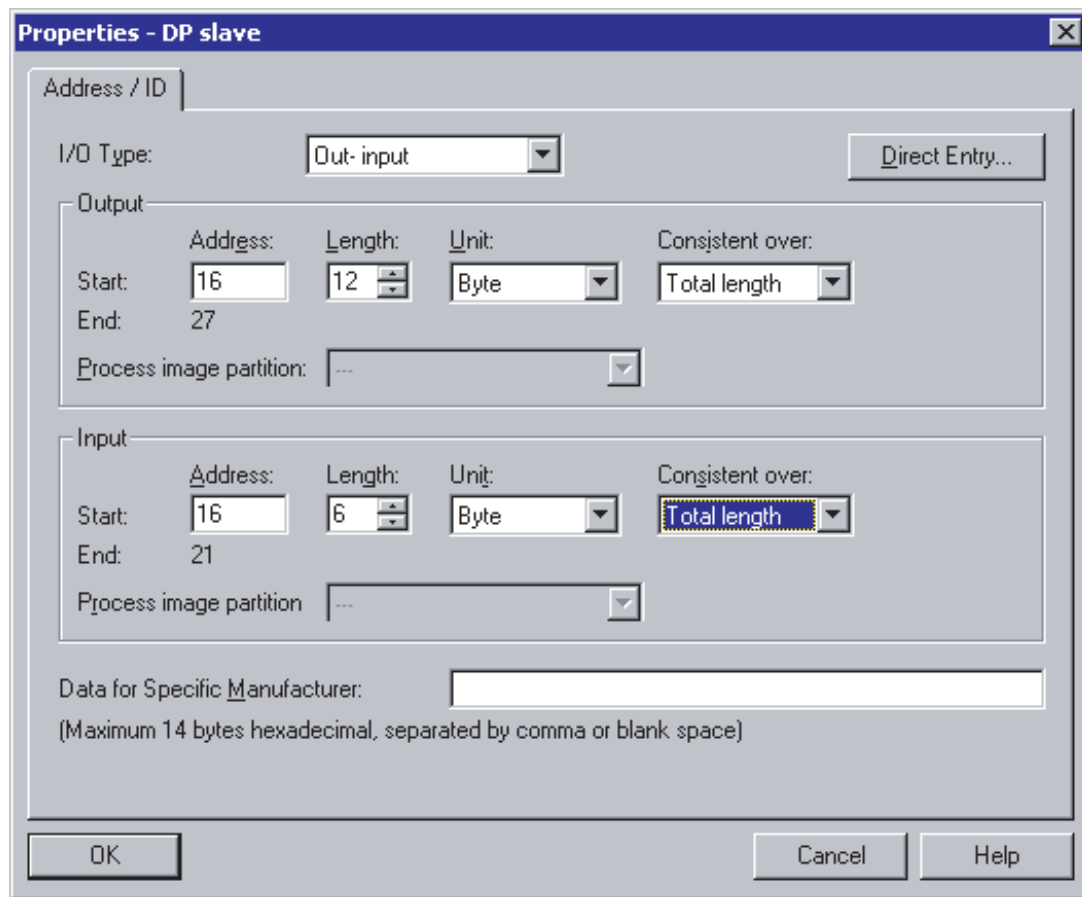 Properties - DP slave
Address / ID
I/O Type: Out- input Direct Entry...
Output
Address: Length: Unit: Consistent over:
Start: 16 12 Byte Total length
End: 27
Process image partition: ---
Input
Address: Length: Unit: Consistent over:
Start: 16 6 Byte Total length
End: 21
Process image partition ---
Data for Specific Manufacturer:
(Maximum 14 bytes hexadecimal, separated by comma or blank space)
OK Cancel Help